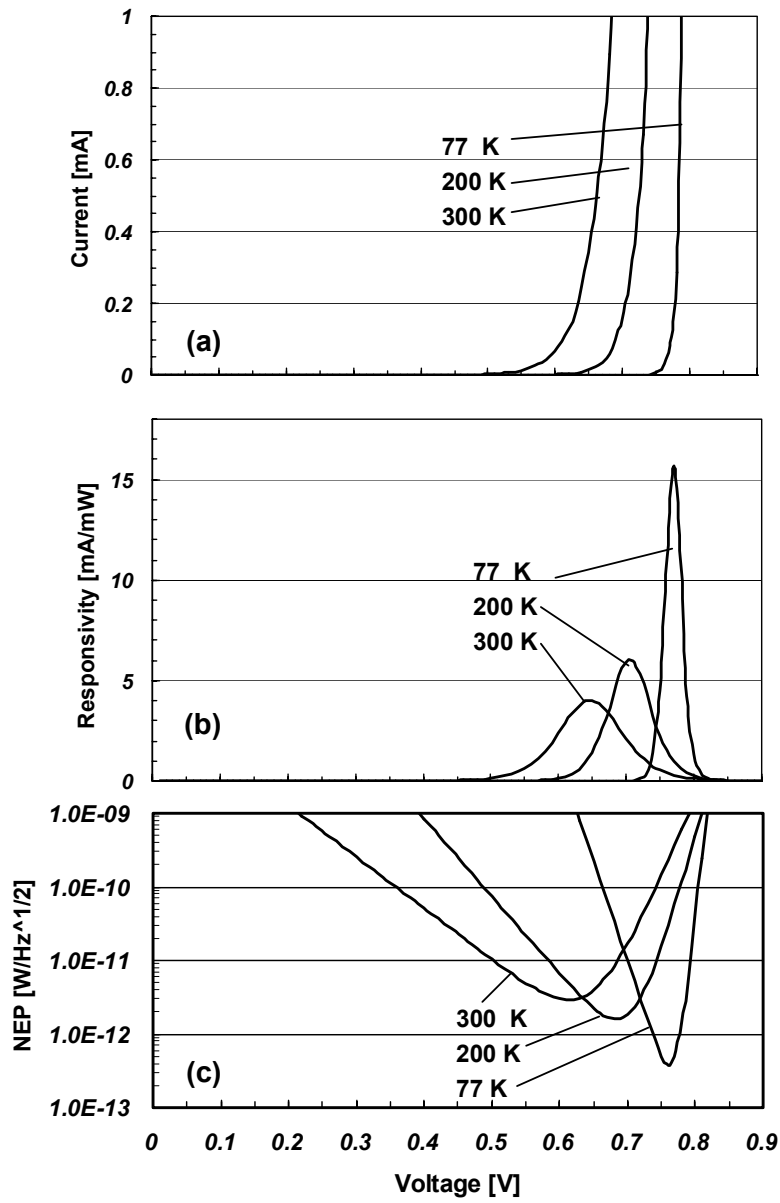 1
0.8
0.6
0.4
0.2
0
Current [mA]
77 K
200 K
300 K
(a)
15
10
5
0
Responsivity [mA/mW]
77 K
200 K
300 K
(b)
1.0E-09
1.0E-10
1.0E-11
1.0E-12
1.0E-13
NEP [W/Hz^1/2]
300 K
200 K
77 K
(c)
0 0.1 0.2 0.3 0.4 0.5 0.6 0.7 0.8 0.9
Voltage [V]